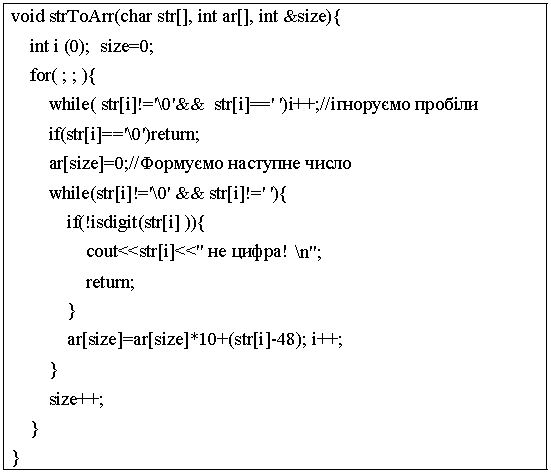 void strToArr(char str[], int ar[], int &size){
int i (0);  size=0;
for( ; ; ){
while( str[i]!='\0'&&  str[i]==' ')i++;//ігноруємо пробіли
if(str[i]=='\0')return;
ar[size]=0;//Формуємо наступне число
while(str[i]!='\0' && str[i]!=' '){
if(!isdigit(str[i] )){
cout<<str[i]<<" не цифра!  \n";
return;
}
ar[size]=ar[size]*10+(str[i]-48); i++;
}
size++;
}
}